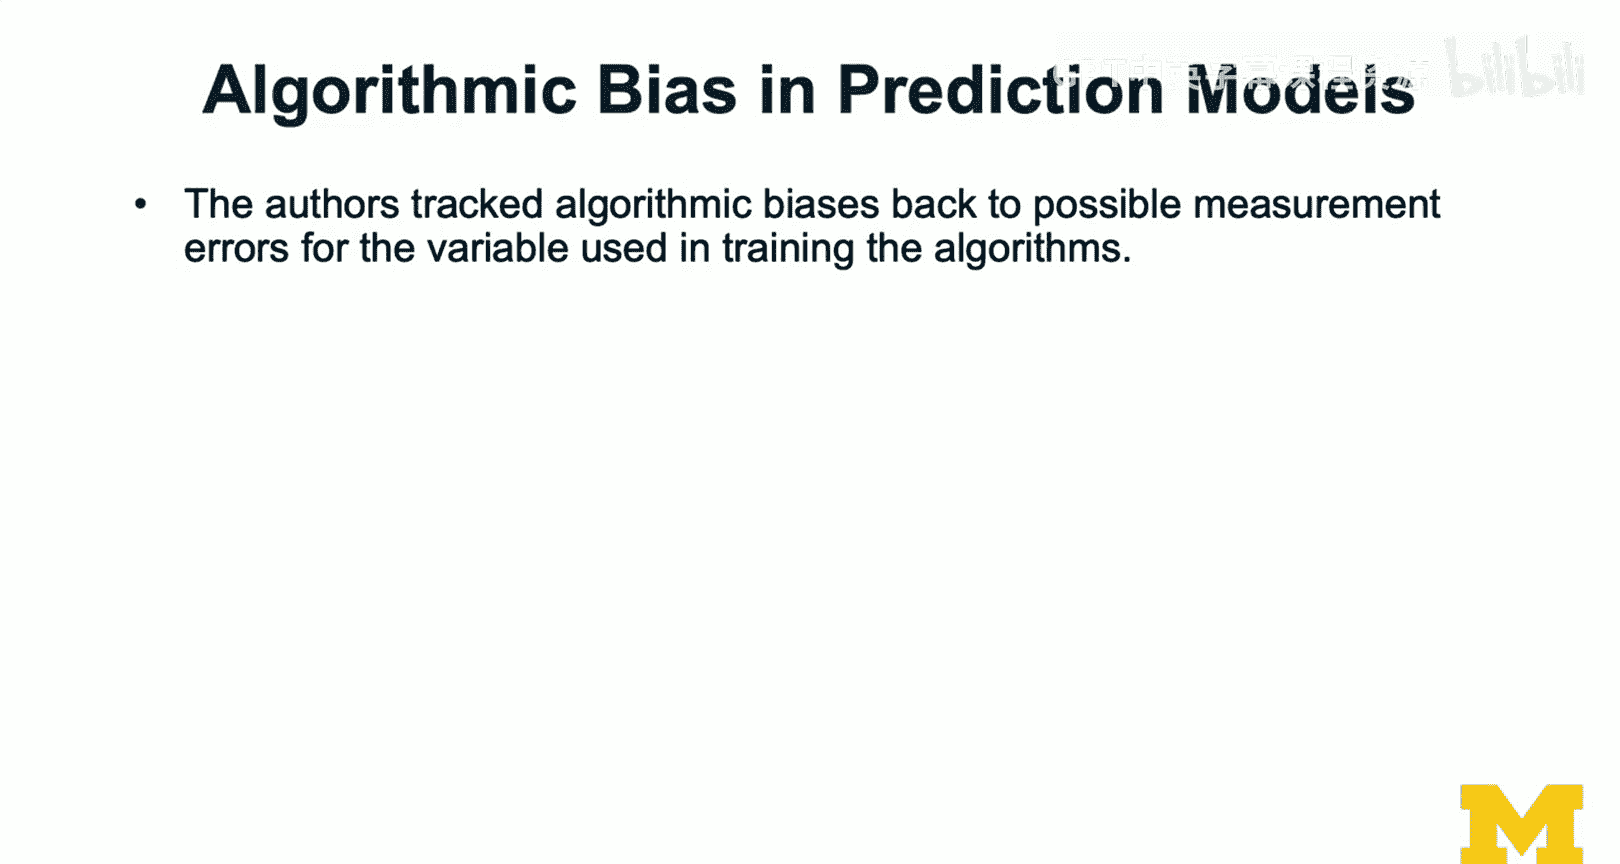 Algorithmic Bias in Prediction Models
bilibili
• The authors tracked algorithmic biases back to possible measurement
errors for the variable used in training the algorithms.
M